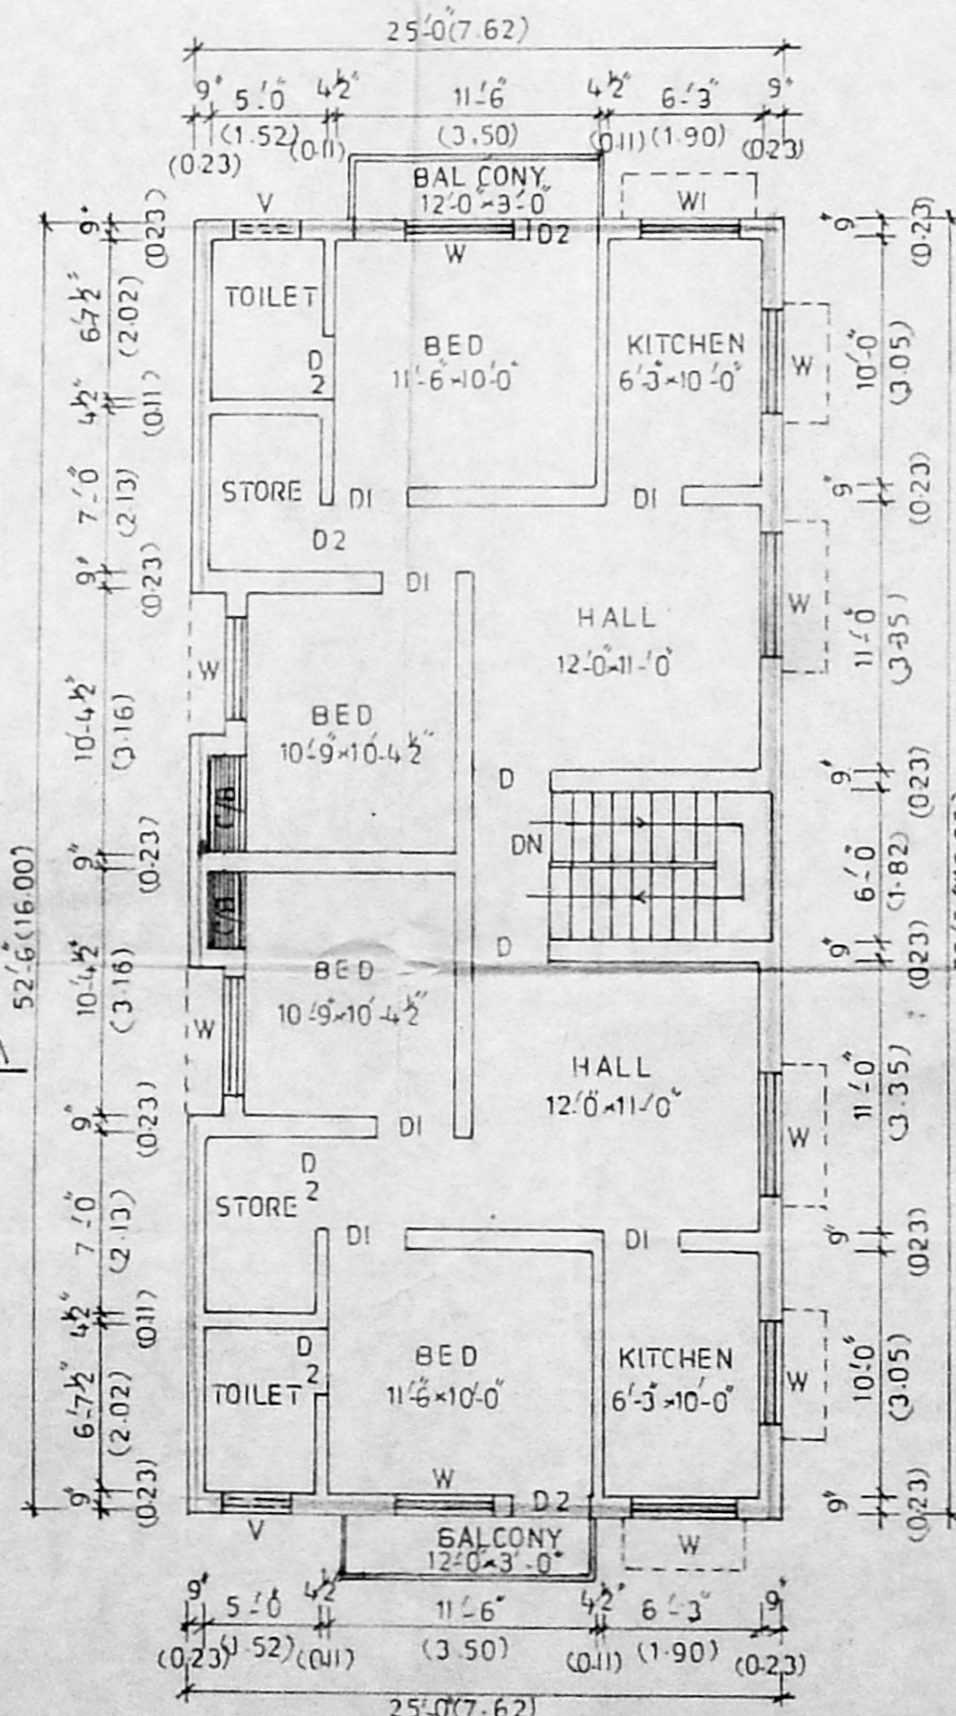 25'-0"(7.62)
9" 5'-0" 4½" 11'-6" 4½" 6'-3" 9"
(0.23) (1.52) (0.11) (3.50) (0.11) (1.90) (0.23)
BALCONY
12'-0"×3'-0"
V
W
D2
W1
TOILET
D
2
BED
11'-6"×10'-0"
KITCHEN
6'-3"×10'-0"
W
STORE
D2
D1
D1
D1
HALL
12'-0"×11'-0"
W
W
BED
10'-9"×10'-4½"
C/B
D
DN
C/B
D
BED
10'-9"×10'-4½"
W
HALL
12'-0"×11'-0"
W
D1
D
2
STORE
D1
D1
D
2
TOILET
BED
11'-6"×10'-0"
KITCHEN
6'-3"×10'-0"
W
W
D2
V
BALCONY
12'-0"×3'-0"
W
9" 5'-0" 4½" 11'-6" 4½" 6'-3" 9"
(0.23) (1.52) (0.11) (3.50) (0.11) (1.90) (0.23)
25'-0"(7.62)
52'-6"(16.00)
9" (0.23)
6'-7½" (2.02)
4½" (0.11)
7'-0" (2.13)
9" (0.23)
10'-4½" (3.16)
9" (0.23)
10'-4½" (3.16)
9" (0.23)
7'-0" (2.13)
4½" (0.11)
6'-7½" (2.02)
9" (0.23)
9" (0.23)
10'-0" (3.05)
9" (0.23)
11'-0" (3.35)
9" (0.23)
6'-0" (1.82)
9" (0.23)
11'-0" (3.35)
9" (0.23)
10'-0" (3.05)
9" (0.23)